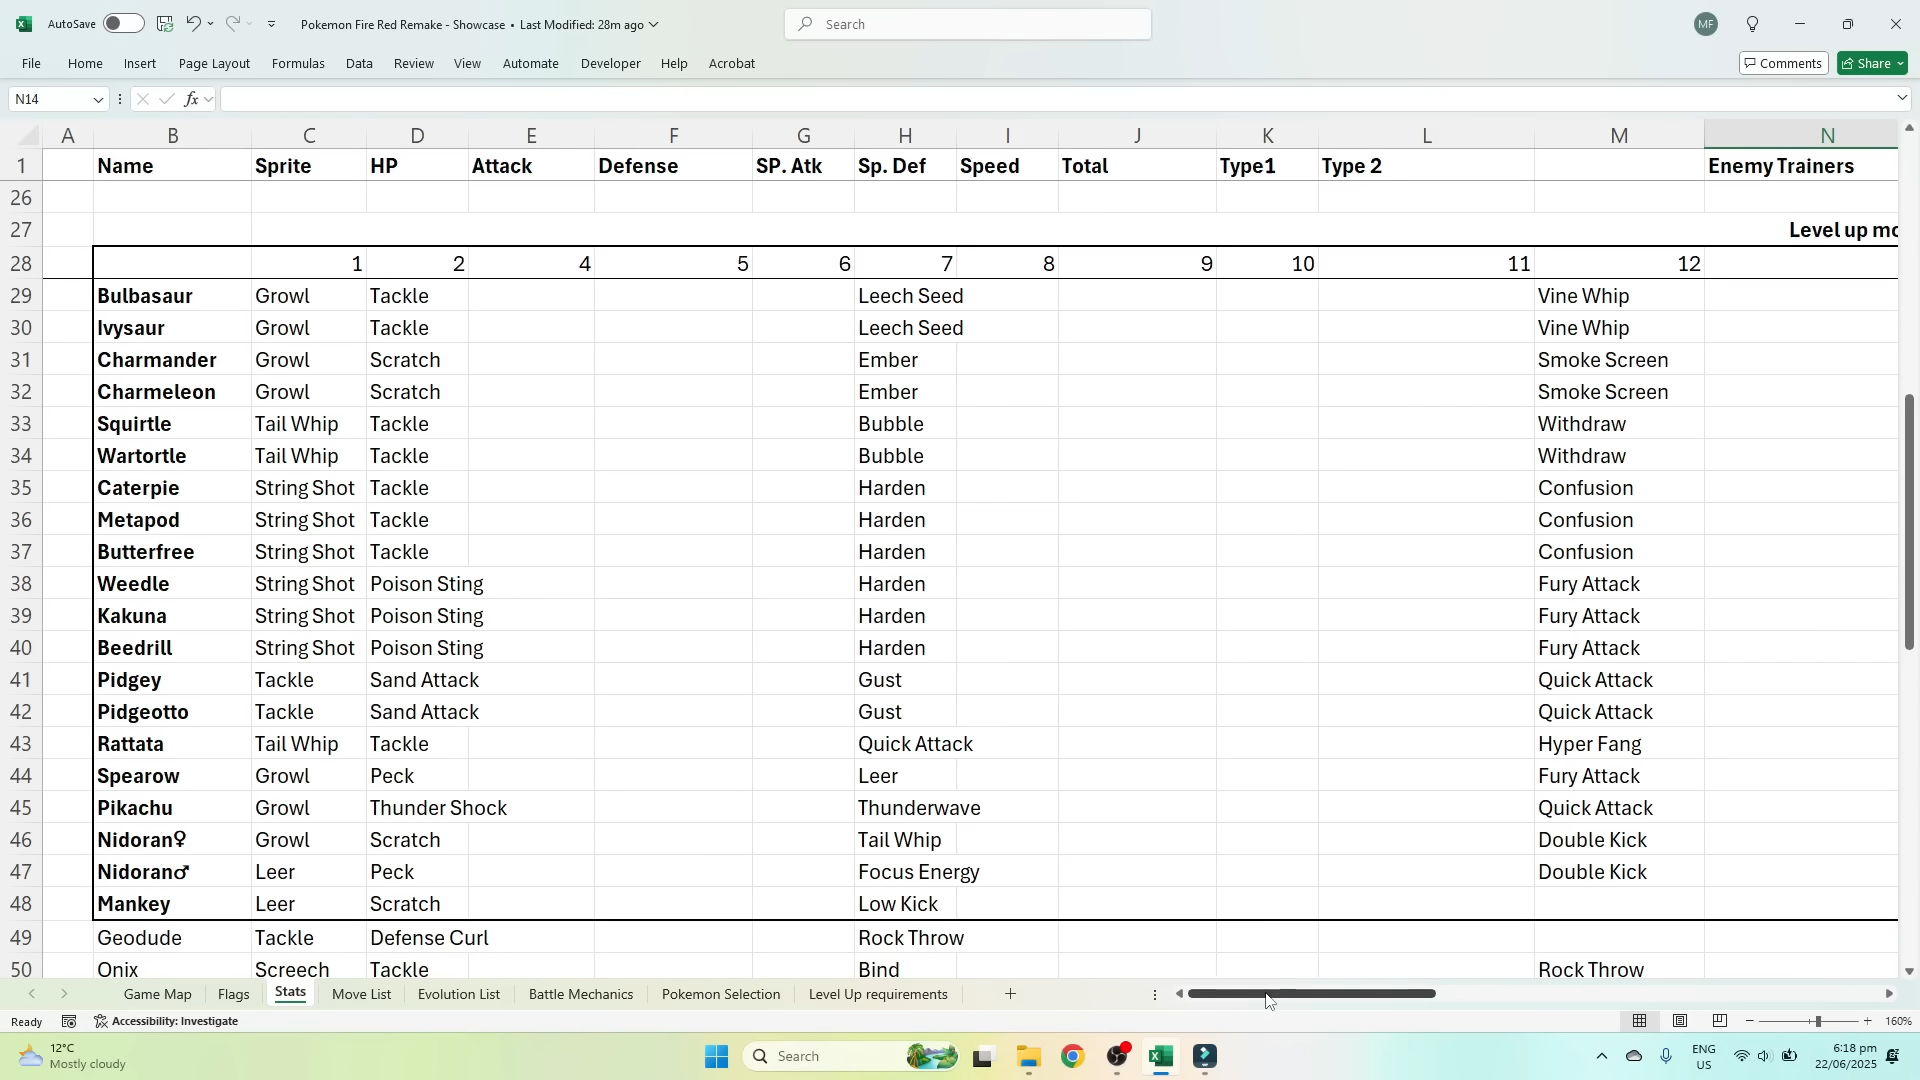 AutoSave Pokemon Fire Red Remake - Showcase • Last Modified: 28m ago Search MF
File Home Insert Page Layout Formulas Data Review View Automate Developer Help Acrobat Comments Share
N14 fx
A B C D E F G H I J K L M N
1 Name Sprite HP Attack Defense SP. Atk Sp. Def Speed Total Type1 Type 2 Enemy Trainers
26
27 Level up mo
28 1 2 4 5 6 7 8 9 10 11 12
29 Bulbasaur Growl Tackle Leech Seed Vine Whip
30 Ivysaur Growl Tackle Leech Seed Vine Whip
31 Charmander Growl Scratch Ember Smoke Screen
32 Charmeleon Growl Scratch Ember Smoke Screen
33 Squirtle Tail Whip Tackle Bubble Withdraw
34 Wartortle Tail Whip Tackle Bubble Withdraw
35 Caterpie String Shot Tackle Harden Confusion
36 Metapod String Shot Tackle Harden Confusion
37 Butterfree String Shot Tackle Harden Confusion
38 Weedle String Shot Poison Sting Harden Fury Attack
39 Kakuna String Shot Poison Sting Harden Fury Attack
40 Beedrill String Shot Poison Sting Harden Fury Attack
41 Pidgey Tackle Sand Attack Gust Quick Attack
42 Pidgeotto Tackle Sand Attack Gust Quick Attack
43 Rattata Tail Whip Tackle Quick Attack Hyper Fang
44 Spearow Growl Peck Leer Fury Attack
45 Pikachu Growl Thunder Shock Thunderwave Quick Attack
46 Nidoran♀ Growl Scratch Tail Whip Double Kick
47 Nidoran♂ Leer Peck Focus Energy Double Kick
48 Mankey Leer Scratch Low Kick
49 Geodude Tackle Defense Curl Rock Throw
50 Onix Screech Tackle Bind Rock Throw
Game Map Flags Stats Move List Evolution List Battle Mechanics Pokemon Selection Level Up requirements
Ready Accessibility: Investigate 160%
12°C Mostly cloudy Search ENG US 6:18 pm 22/06/2025